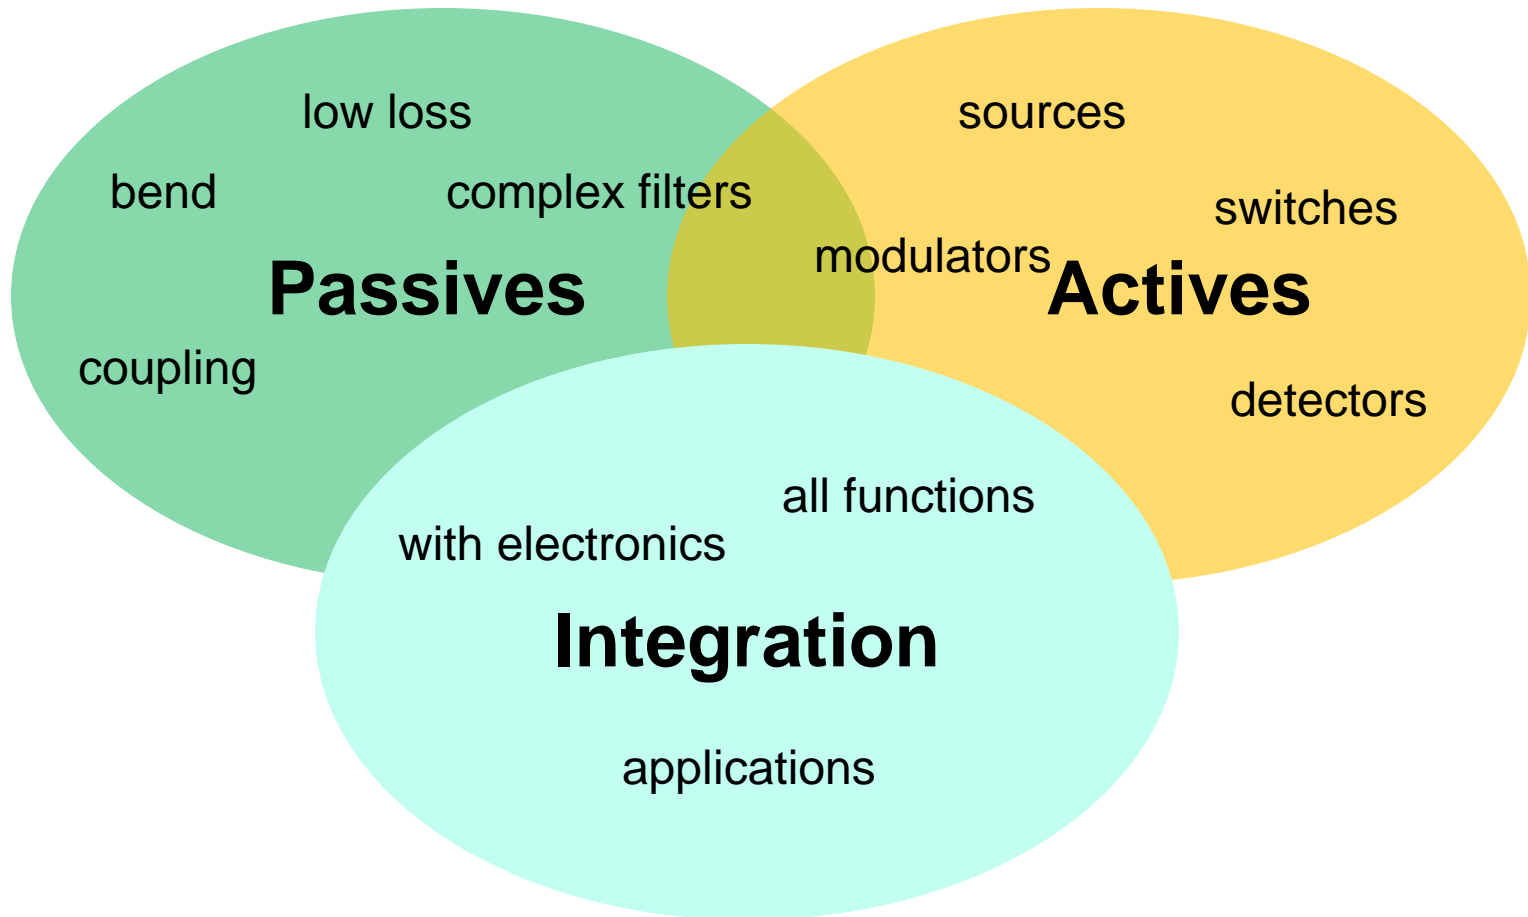 low loss
bend
complex filters
Passives
coupling
sources
switches
modulators
Actives
detectors
all functions
with electronics
Integration
applications